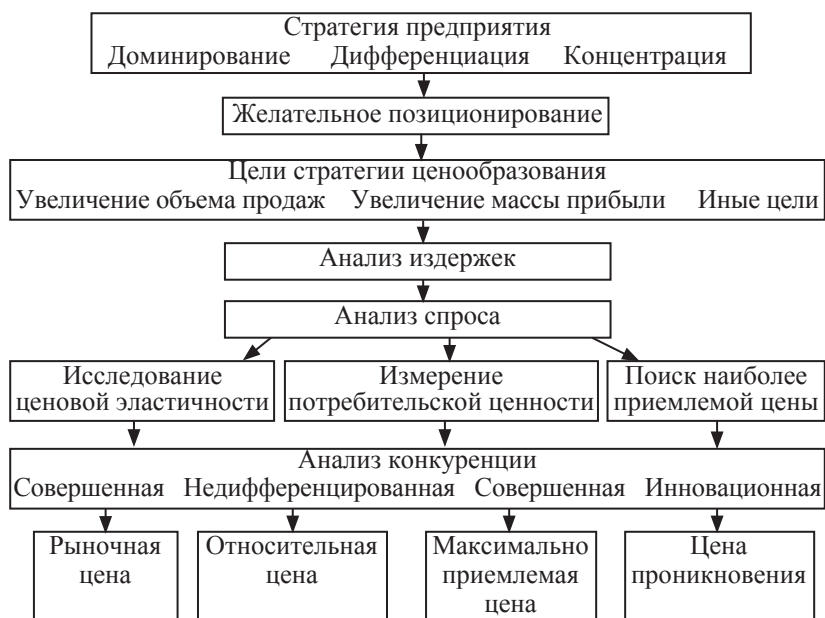 Стратегия предприятия
Доминирование Дифференциация Концентрация
Желательное позиционирование
Цели стратегии ценообразования
Увеличение объема продаж Увеличение массы прибыли Иные цели
Анализ издержек
Анализ спроса
Исследование
ценовой эластичности
Измерение
потребительской ценности
Поиск наиболее
приемлемой цены
Анализ конкуренции
Совершенная Недифференцированная Совершенная Инновационная
Рыночная
цена
Относительная
цена
Максимально
приемлемая
цена
Цена
проникновения